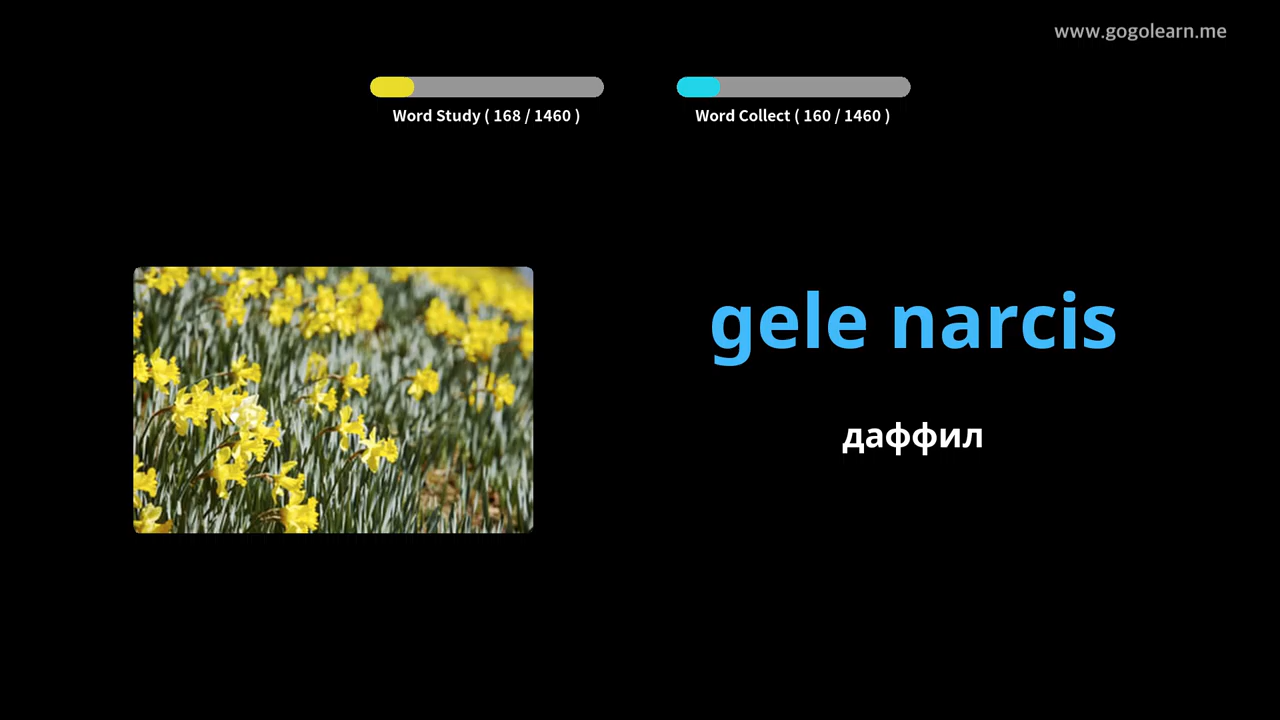 www.gogolearn.me
Word Study ( 168 / 1460 )
Word Collect ( 160 / 1460 )
gele narcis
даффил